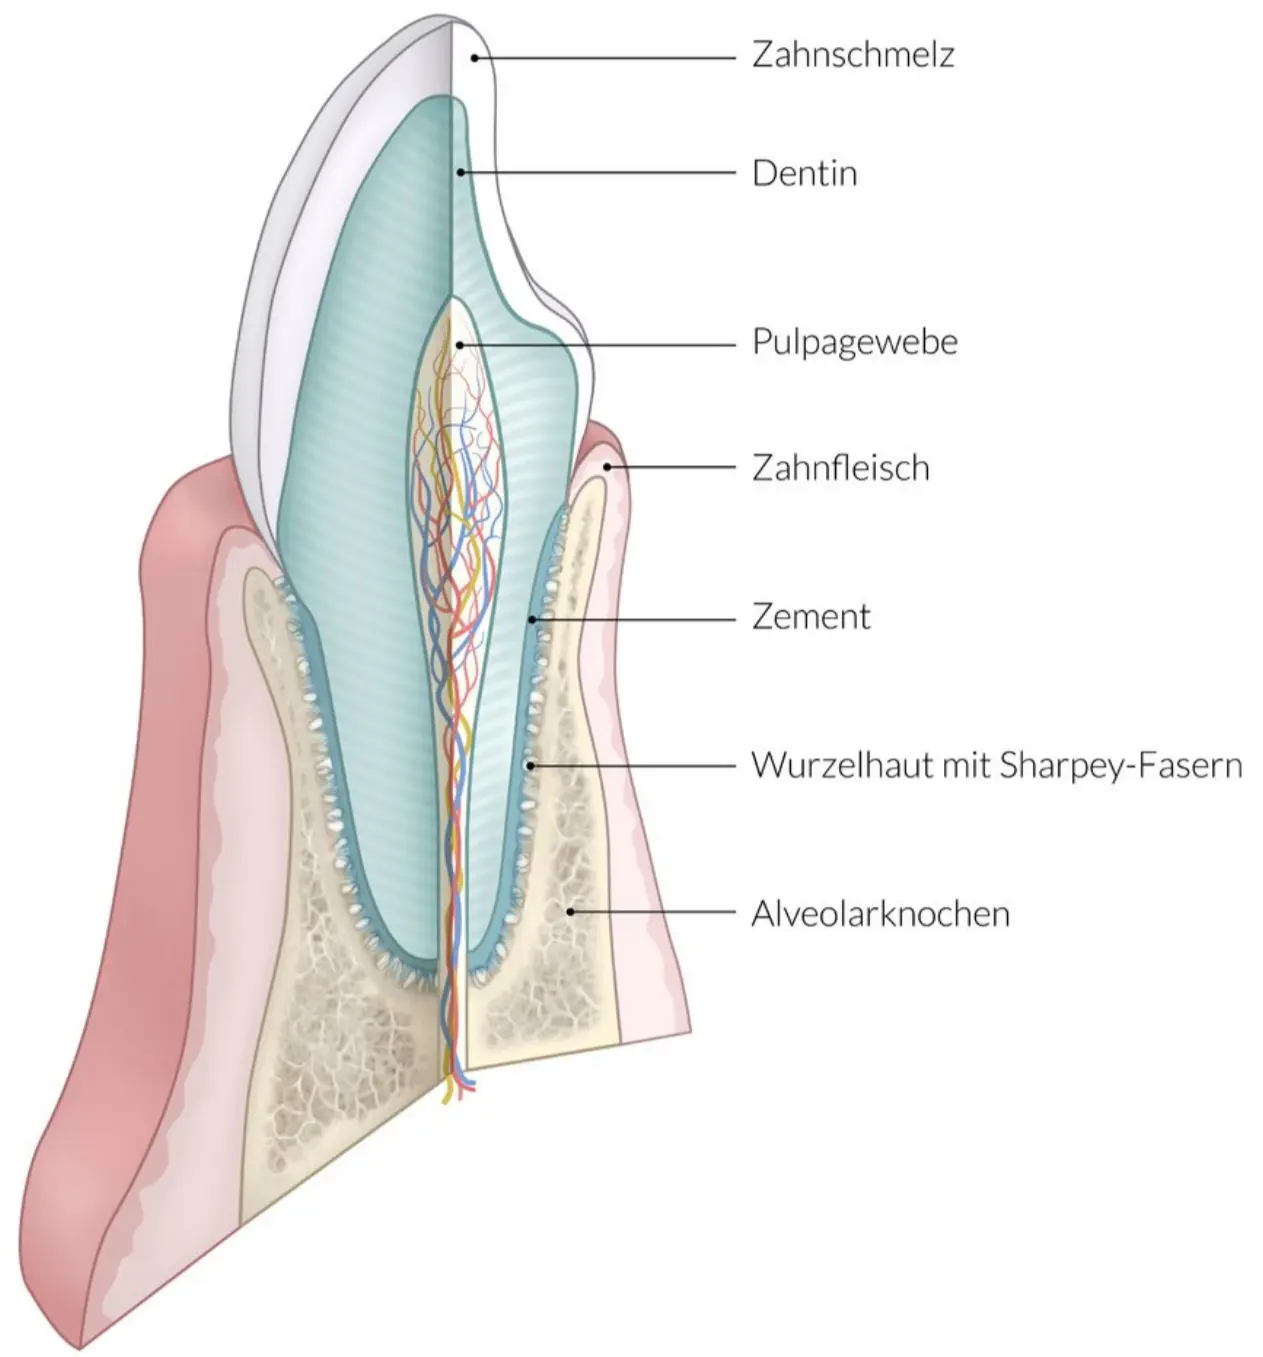 Zahnschmelz
Dentin
Pulpagewebe
Zahnfleisch
Zement
Wurzelhaut mit Sharpey-Fasern
Alveolarknochen